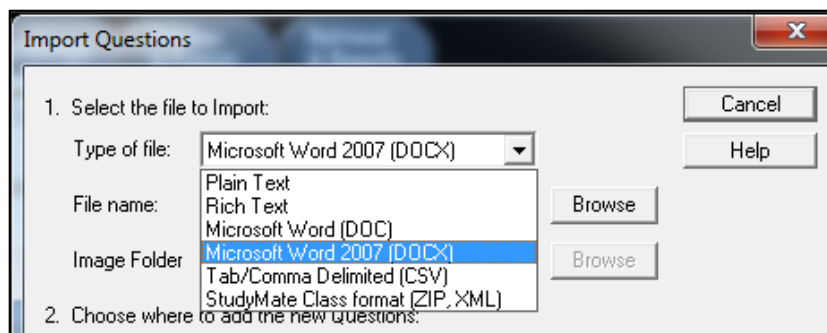 Import Questions
1. Select the file to Import:
Cancel
Type of file:
Microsoft Word 2007 (DOCX)
Help
Plain Text
Rich Text
File name:
Browse
Microsoft Word (DOC)
Microsoft Word 2007 (DOCX)
Image Folder
Browse
Tab/Comma Delimited (CSV)
StudyMate Class format (ZIP, XML)
2. Choose where to add the new Questions: